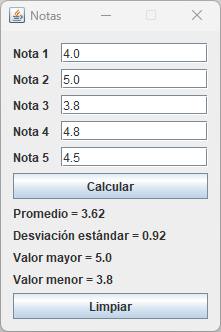 Notas
Nota 1 4.0
Nota 2 5.0
Nota 3 3.8
Nota 4 4.8
Nota 5 4.5
Calcular
Promedio = 3.62
Desviación estándar = 0.92
Valor mayor = 5.0
Valor menor = 3.8
Limpiar